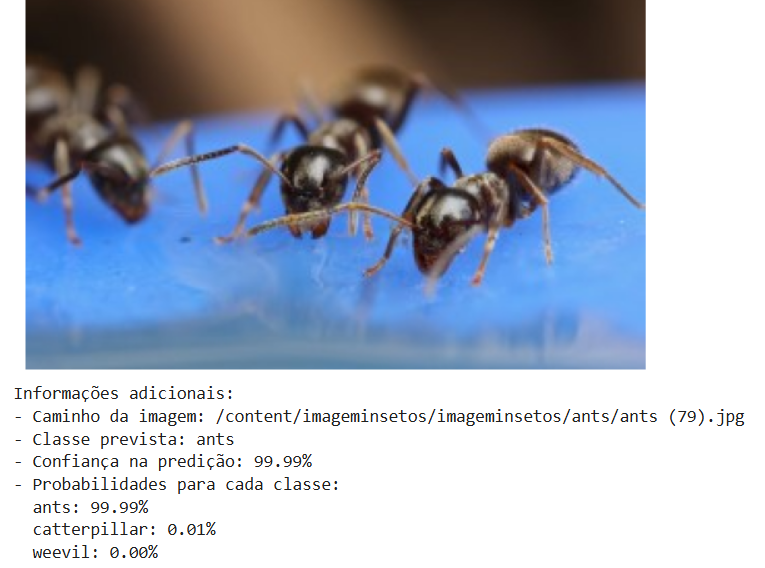 Informações adicionais:
- Caminho da imagem: /content/imageminsetos/imageminsetos/ants/ants (79).jpg
- Classe prevista: ants
- Confiança na predição: 99.99%
- Probabilidades para cada classe:
ants: 99.99%
catterpillar: 0.01%
weevil: 0.00%